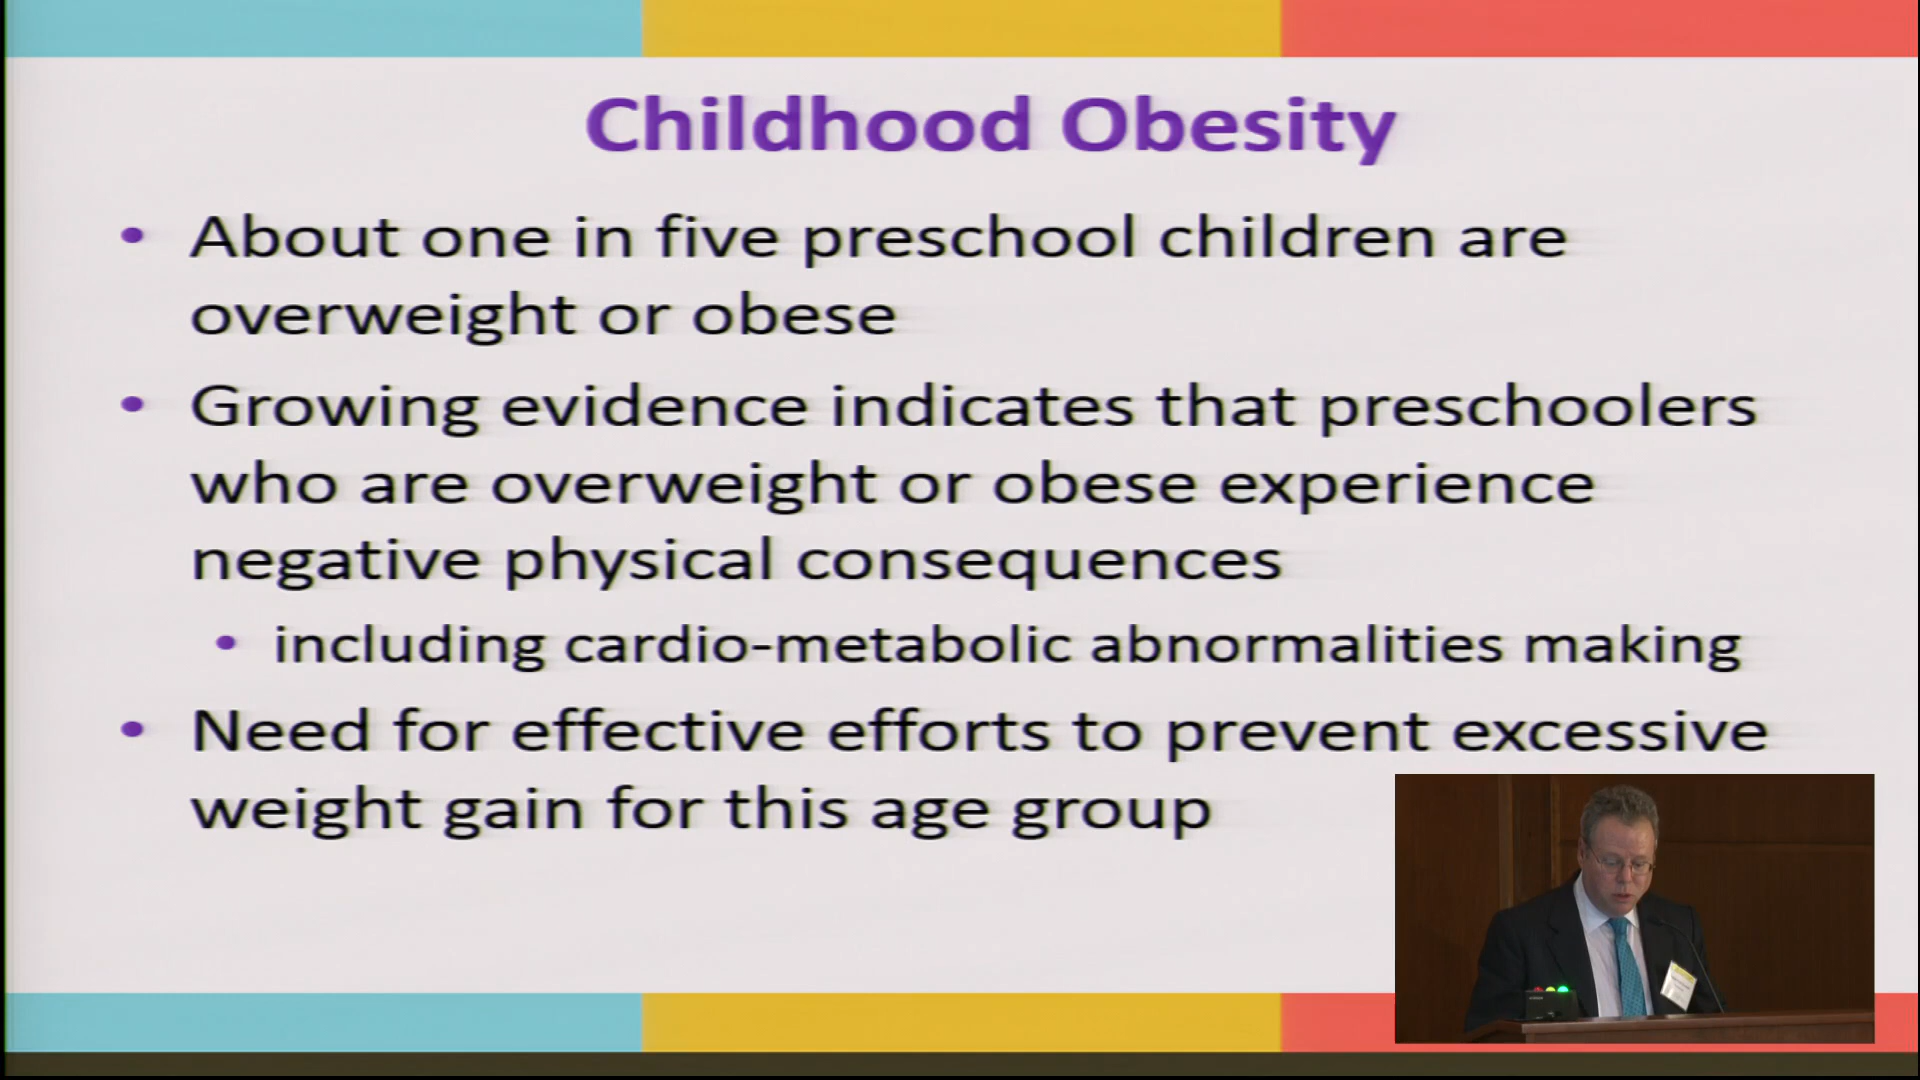 Childhood Obesity
• About one in five preschool children are
overweight or obese
• Growing evidence indicates that preschoolers
who are overweight or obese experience
negative physical consequences
• including cardio-metabolic abnormalities making
• Need for effective efforts to prevent excessive
weight gain for this age group